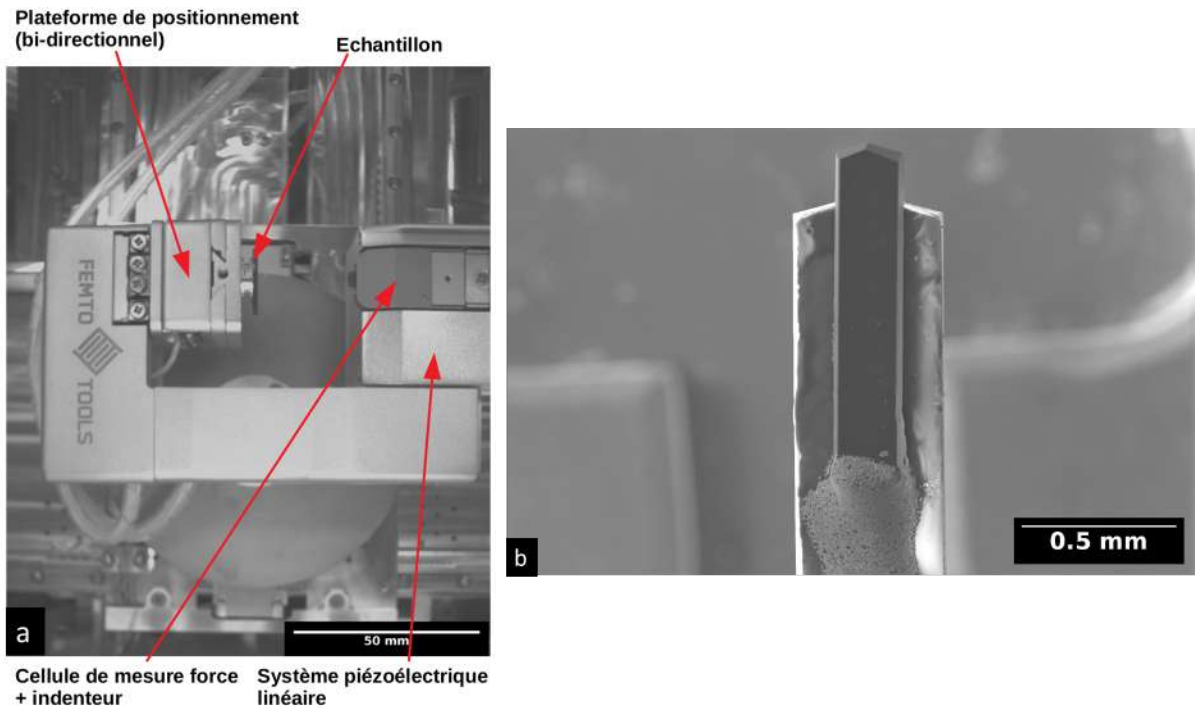 Plateforme de positionnement
(bi-directionnel)
Echantillon
FEMTO
TOOLS
a
50 mm
Cellule de mesure force
+ indenteur
Système piézoélectrique
linéaire
b
0.5 mm